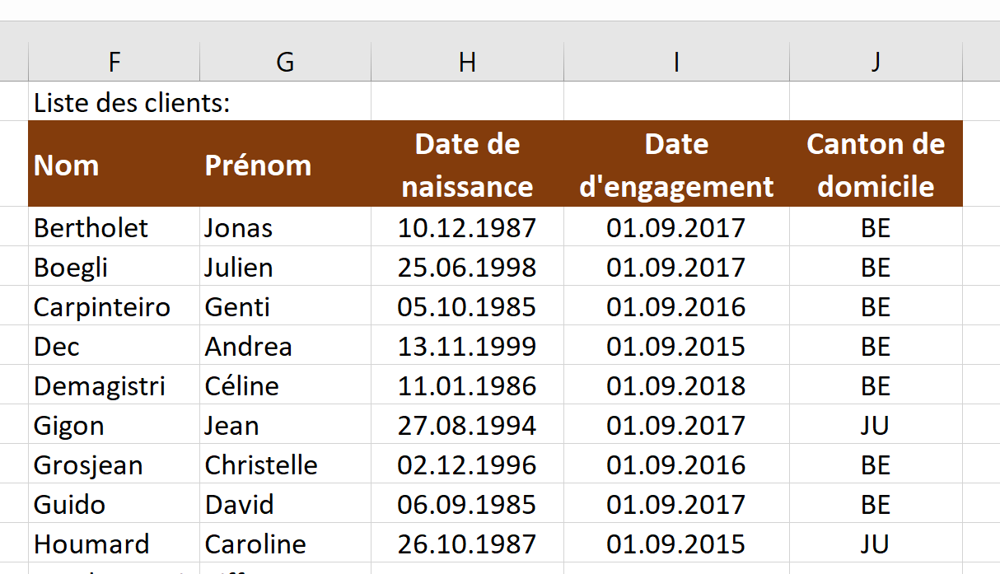 F G H I J
Liste des clients:
Nom Prénom Date de naissance Date d'engagement Canton de domicile
Bertholet Jonas 10.12.1987 01.09.2017 BE
Boegli Julien 25.06.1998 01.09.2017 BE
Carpinteiro Genti 05.10.1985 01.09.2016 BE
Dec Andrea 13.11.1999 01.09.2015 BE
Demagistri Céline 11.01.1986 01.09.2018 BE
Gigon Jean 27.08.1994 01.09.2017 JU
Grosjean Christelle 02.12.1996 01.09.2016 BE
Guido David 06.09.1985 01.09.2017 BE
Houmard Caroline 26.10.1987 01.09.2015 JU